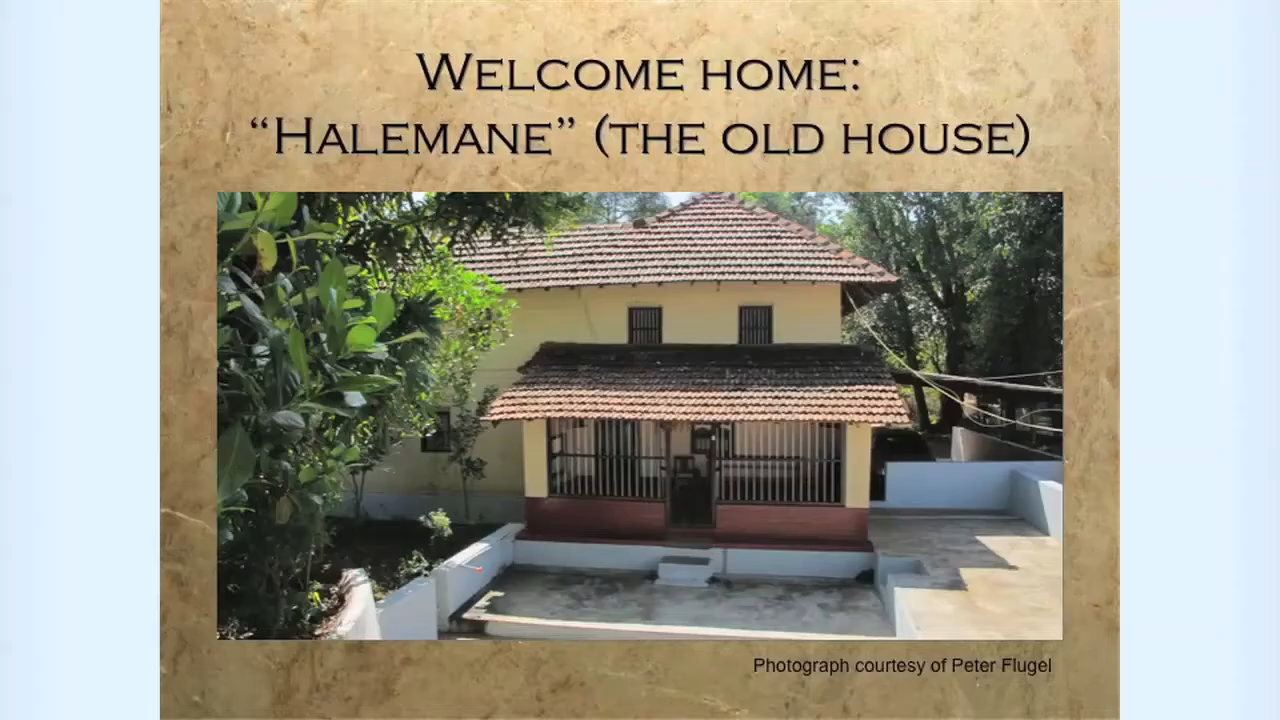 WELCOME HOME:
“HALEMANE” (THE OLD HOUSE)
Photograph courtesy of Peter Flugel